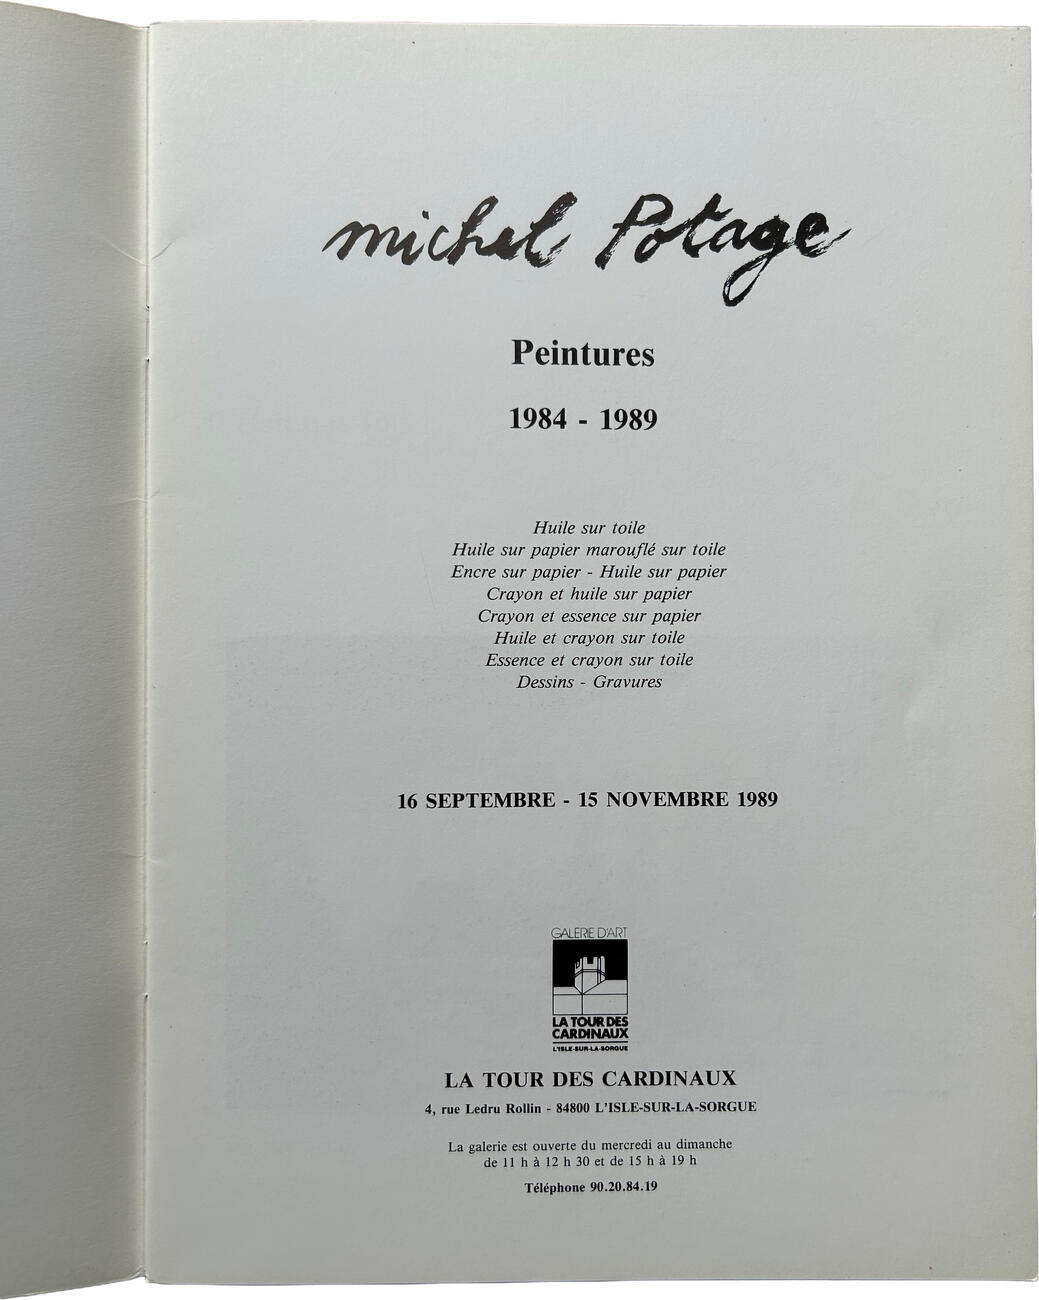 michel Potage
Peintures
1984 - 1989
Huile sur toile
Huile sur papier marouflé sur toile
Encre sur papier - Huile sur papier
Crayon et huile sur papier
Crayon et essence sur papier
Huile et crayon sur toile
Essence et crayon sur toile
Dessins - Gravures
16 SEPTEMBRE - 15 NOVEMBRE 1989
GALERIE D'ART
LA TOUR DES
CARDINAUX
L'ISLE-SUR-LA-SORGUE
LA TOUR DES CARDINAUX
4, rue Ledru Rollin - 84800 L'ISLE-SUR-LA-SORGUE
La galerie est ouverte du mercredi au dimanche
de 11 h à 12 h 30 et de 15 h à 19 h
Téléphone 90.20.84.19